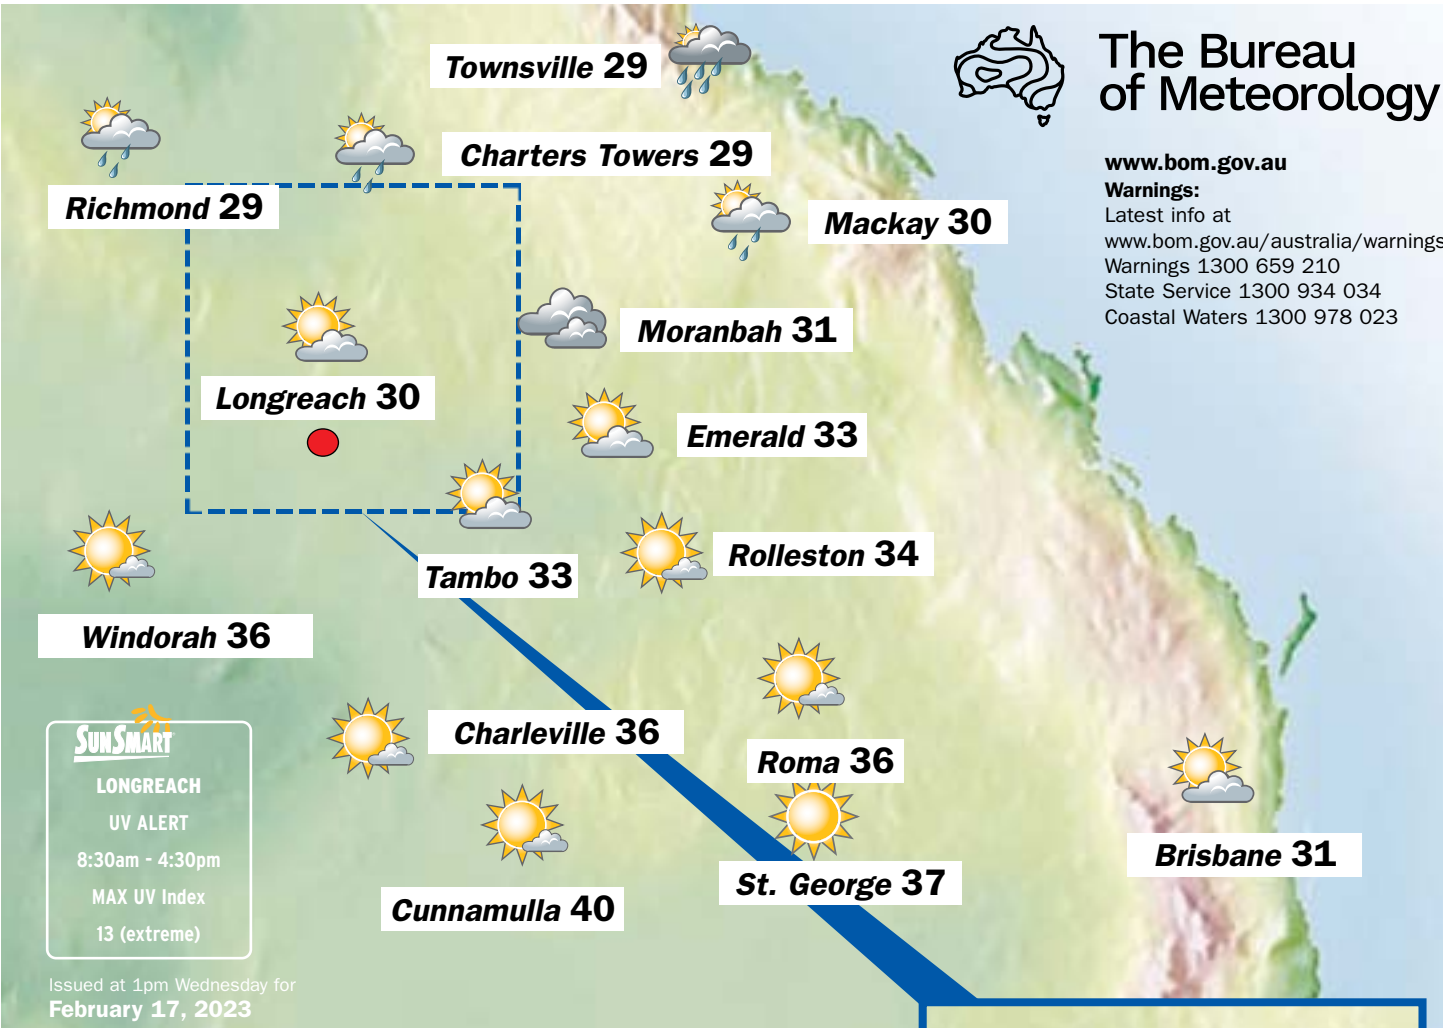 The Bureau
of Meteorology
www.bom.gov.au
Warnings:
Latest info at
www.bom.gov.au/australia/warnings
Warnings 1300 659 210
State Service 1300 934 034
Coastal Waters 1300 978 023
Townsville 29
Charters Towers 29
Richmond 29
Mackay 30
Moranbah 31
Longreach 30
Emerald 33
Rolleston 34
Tambo 33
Windorah 36
Charleville 36
Roma 36
Brisbane 31
St. George 37
Cunnamulla 40
SUNSMART
LONGREACH
UV ALERT
8:30am - 4:30pm
MAX UV Index
13 (extreme)
Issued at 1pm Wednesday for
February 17, 2023